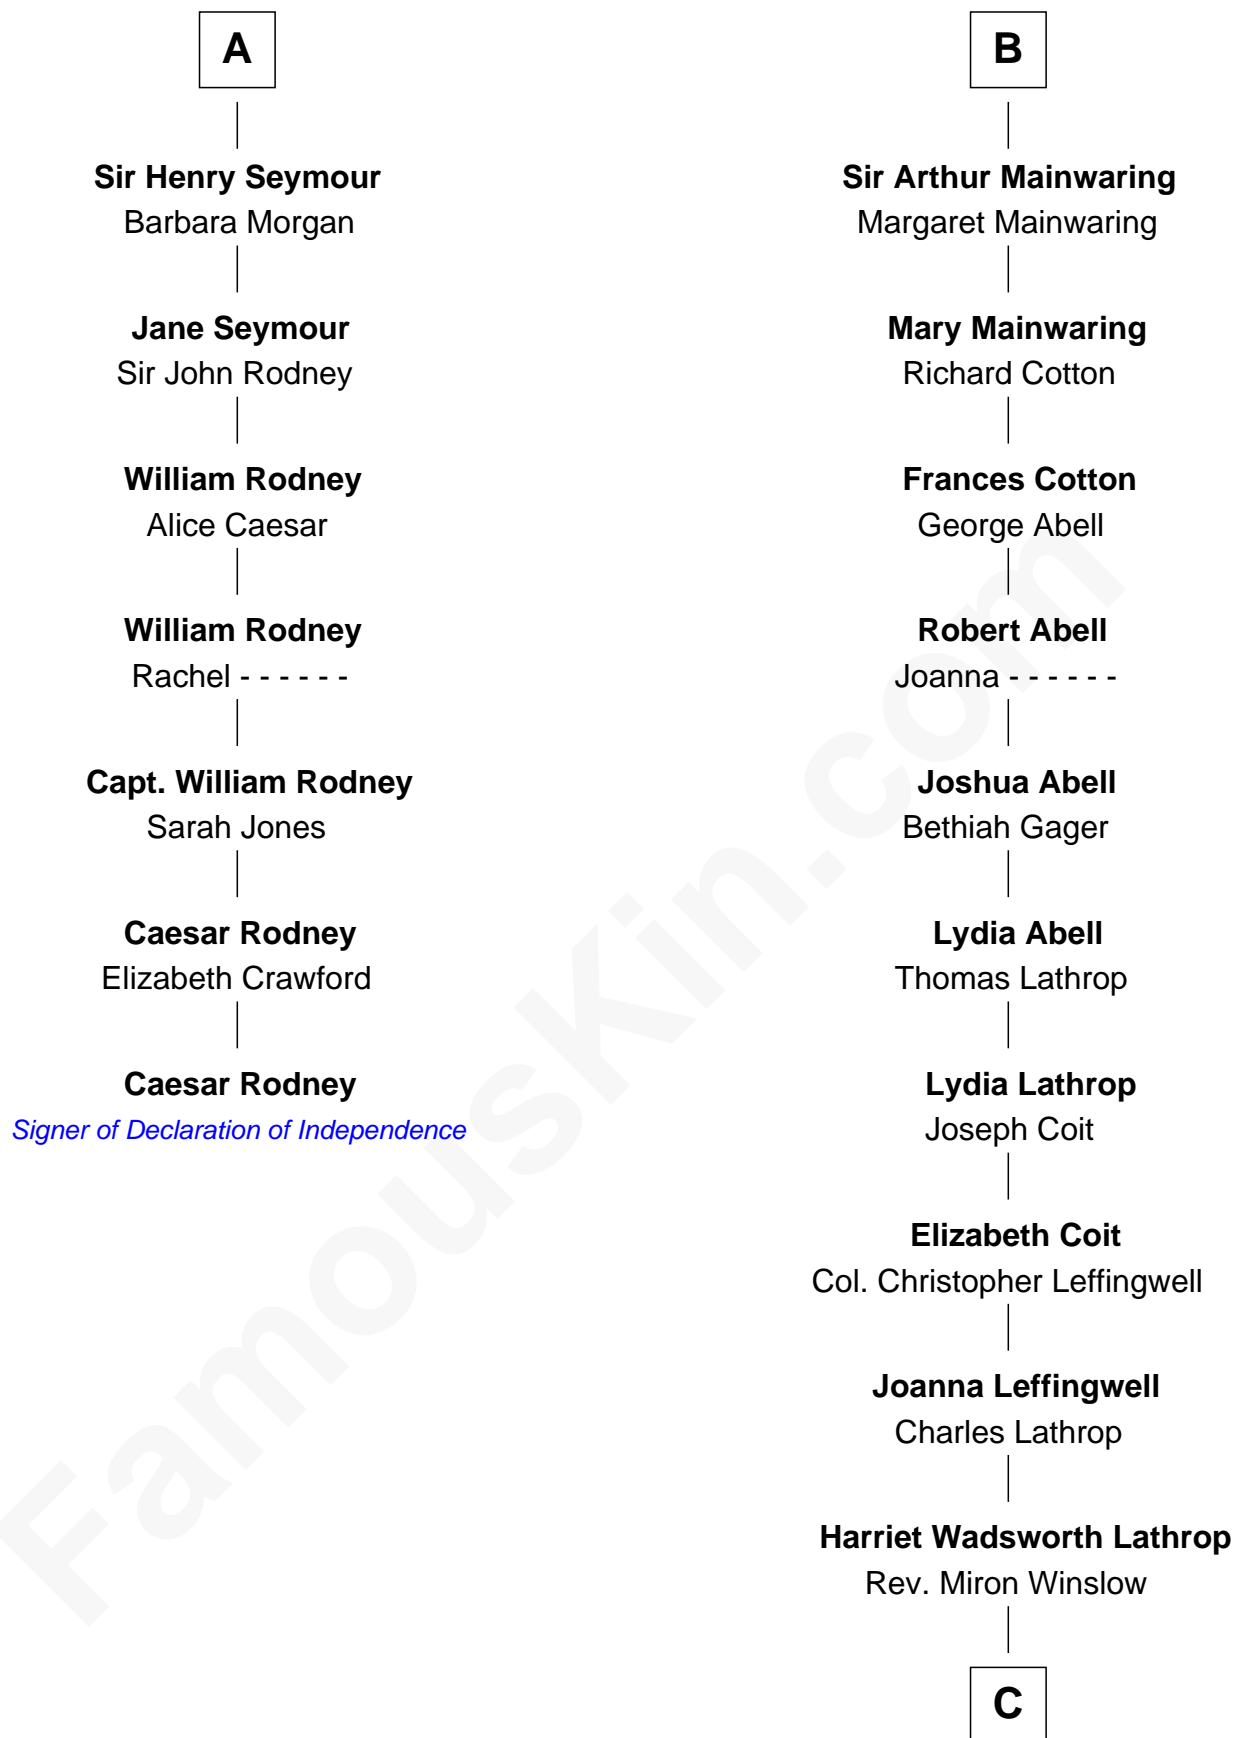 A
Sir Henry Seymour
Barbara Morgan
Jane Seymour
Sir John Rodney
William Rodney
Alice Caesar
William Rodney
Rachel - - - - - -
Capt. William Rodney
Sarah Jones
Caesar Rodney
Elizabeth Crawford
Caesar Rodney
Signer of Declaration of Independence
B
Sir Arthur Mainwaring
Margaret Mainwaring
Mary Mainwaring
Richard Cotton
Frances Cotton
George Abell
Robert Abell
Joanna - - - - - -
Joshua Abell
Bethiah Gager
Lydia Abell
Thomas Lathrop
Lydia Lathrop
Joseph Coit
Elizabeth Coit
Col. Christopher Leffingwell
Joanna Leffingwell
Charles Lathrop
Harriet Wadsworth Lathrop
Rev. Miron Winslow
C
FamousKin.com